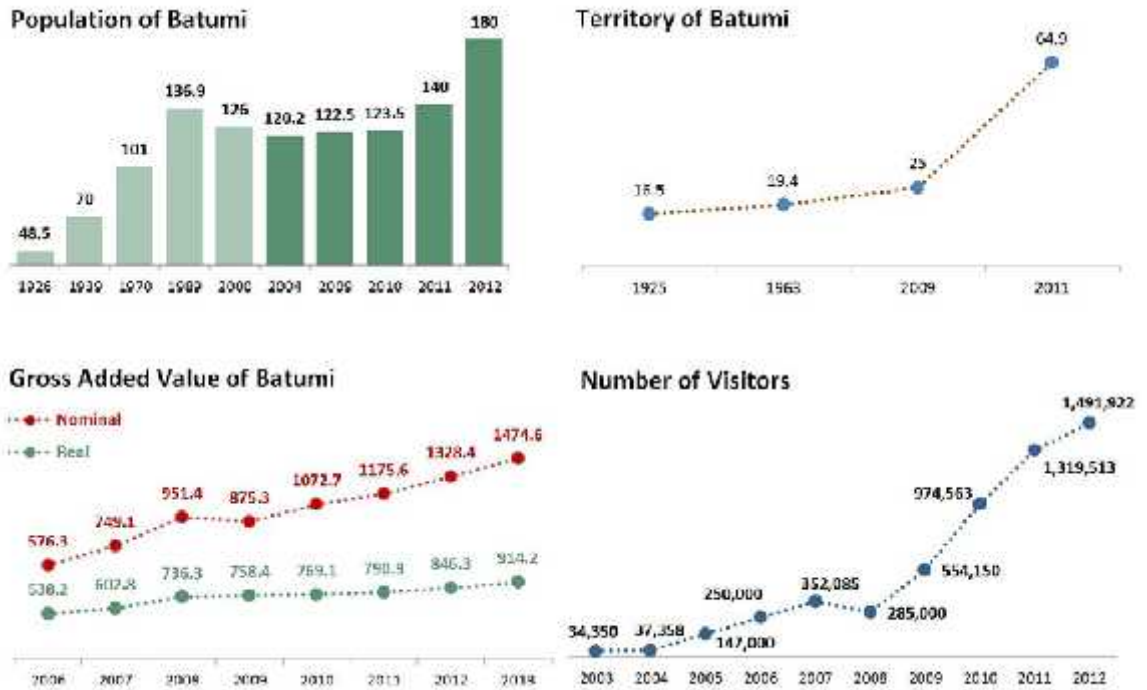 Population of Batumi
180
136.9
126
120.2
122.5
123.5
140
101
70
48.5
1926 1939 1970 1989 2000 2004 2009 2010 2011 2012
Territory of Batumi
64.9
25
19.4
16.5
1925 1963 2009 2011
Gross Added Value of Batumi
Nominal
Real
576.3 749.1 951.4 875.3 1072.7 1175.6 1328.4 1474.6
538.2 602.8 736.3 758.4 769.1 790.9 846.3 914.2
2006 2007 2008 2009 2010 2011 2012 2013
Number of Visitors
1,491,922
1,319,513
974,563
554,150
352,085
285,000
250,000
147,000
34,350 37,358
2003 2004 2005 2006 2007 2008 2009 2010 2011 2012